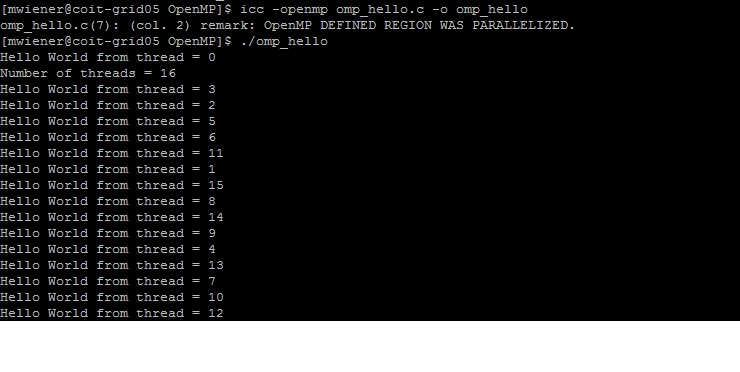 [mwiener@coit-grid05 OpenMP]$ icc -openmp omp_hello.c -o omp_hello
omp_hello.c(7): (col. 2) remark: OpenMP DEFINED REGION WAS PARALLELIZED.
[mwiener@coit-grid05 OpenMP]$ ./omp_hello
Hello World from thread = 0
Number of threads = 16
Hello World from thread = 3
Hello World from thread = 2
Hello World from thread = 5
Hello World from thread = 6
Hello World from thread = 11
Hello World from thread = 1
Hello World from thread = 15
Hello World from thread = 8
Hello World from thread = 14
Hello World from thread = 9
Hello World from thread = 4
Hello World from thread = 13
Hello World from thread = 7
Hello World from thread = 10
Hello World from thread = 12